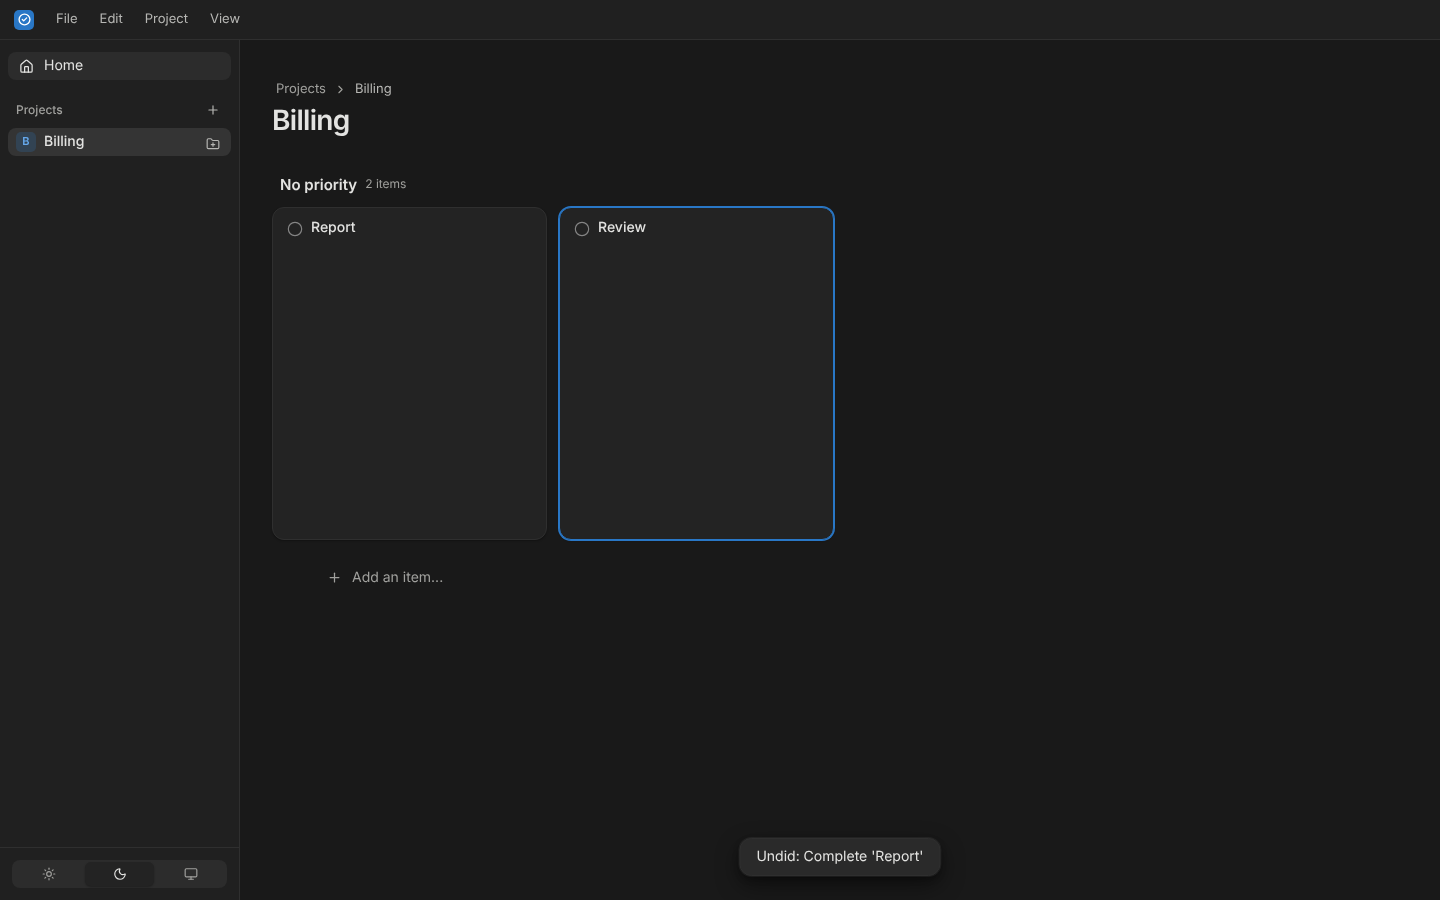 File Edit Project View
Home
Projects
B Billing
Projects > Billing
Billing
No priority 2 items
Report
Review
Add an item...
Undid: Complete 'Report'